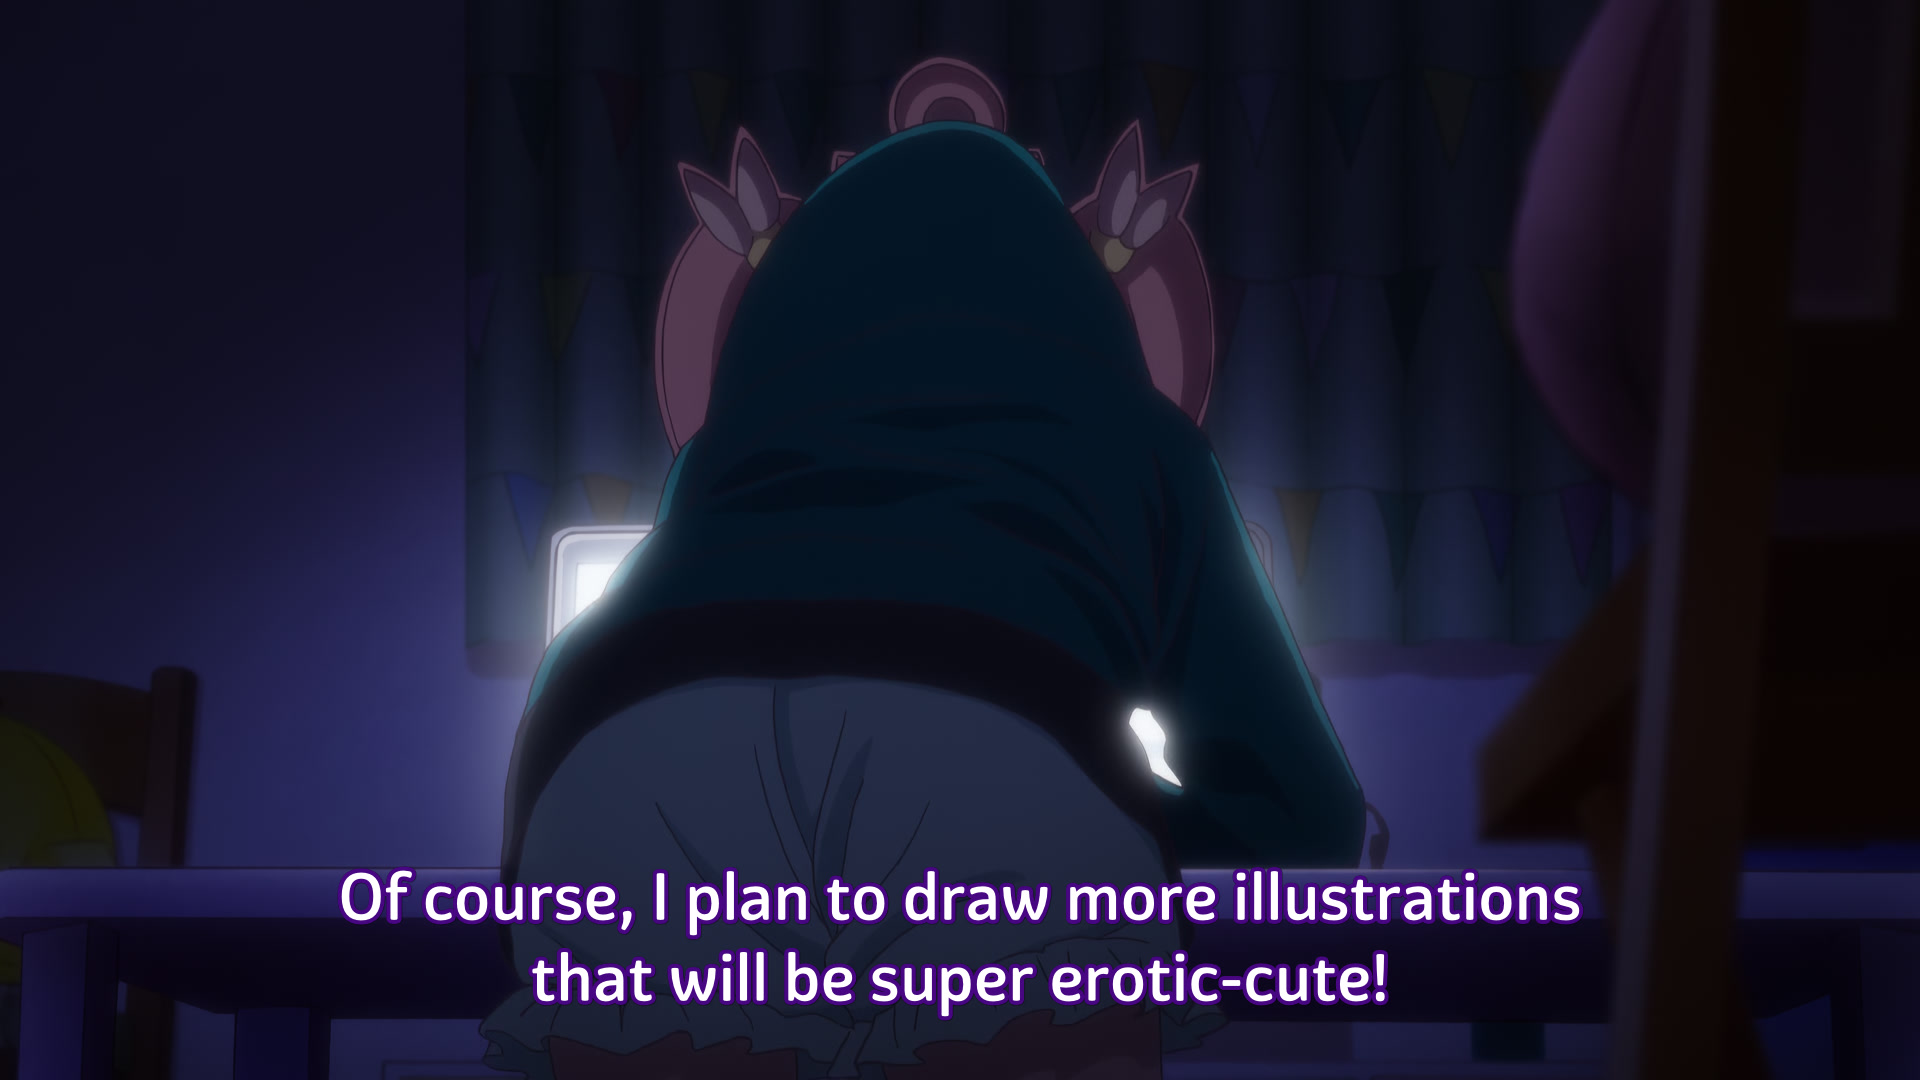 Of course, I plan to draw more illustrations
that will be super erotic-cute!